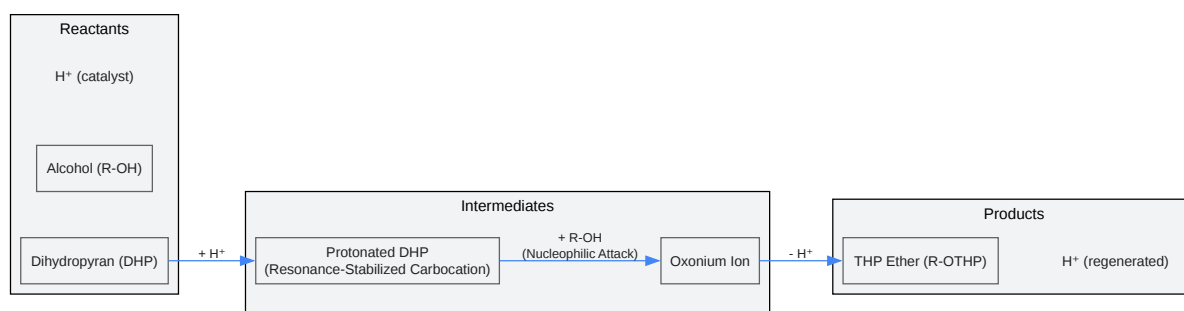 Reactants
H⁺ (catalyst)
Alcohol (R-OH)
Dihydropyran (DHP)
+ H⁺
Intermediates
Protonated DHP
(Resonance-Stabilized Carbocation)
+ R-OH
(Nucleophilic Attack)
Oxonium Ion
- H⁺
Products
THP Ether (R-OTHP)
H⁺ (regenerated)